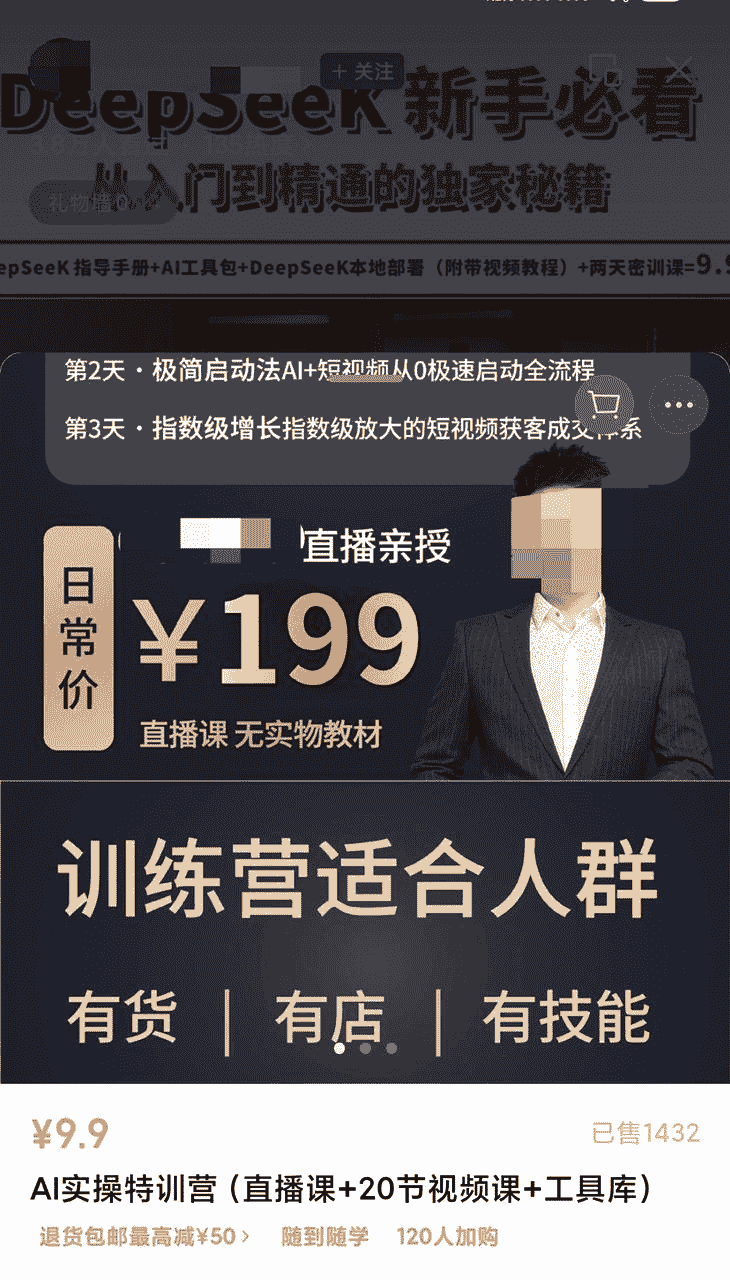 + 关注
DeepSeeK 新手必看
从入门到精通的独家秘籍
礼物墙
epSeeK 指导手册+AI工具包+DeepSeeK本地部署（附带视频教程）+两天密训课=9.9
第2天 · 极简启动法AI+短视频从0极速启动全流程
第3天 · 指数级增长指数级放大的短视频获客成交体系
直播亲授
日常价
¥199
直播课 无实物教材
训练营适合人群
有货 | 有店 | 有技能
¥9.9
已售1432
AI实操特训营（直播课+20节视频课+工具库）
退货包邮最高减¥50 >
随到随学
120人加购